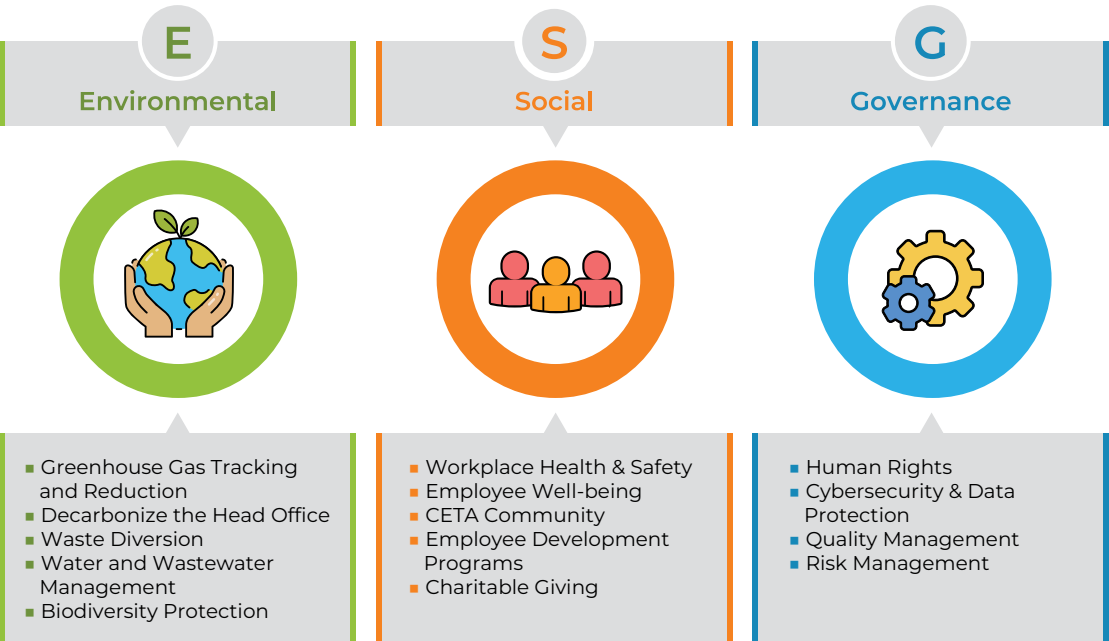 E
Environmental
■ Greenhouse Gas Tracking
and Reduction
■ Decarbonize the Head Office
■ Waste Diversion
■ Water and Wastewater
Management
■ Biodiversity Protection
S
Social
■ Workplace Health & Safety
■ Employee Well-being
■ CETA Community
■ Employee Development
Programs
■ Charitable Giving
G
Governance
■ Human Rights
■ Cybersecurity & Data
Protection
■ Quality Management
■ Risk Management